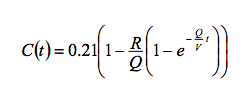 C(t) = 0.21(1 − R/Q(1 − e^{−Q/V t}))